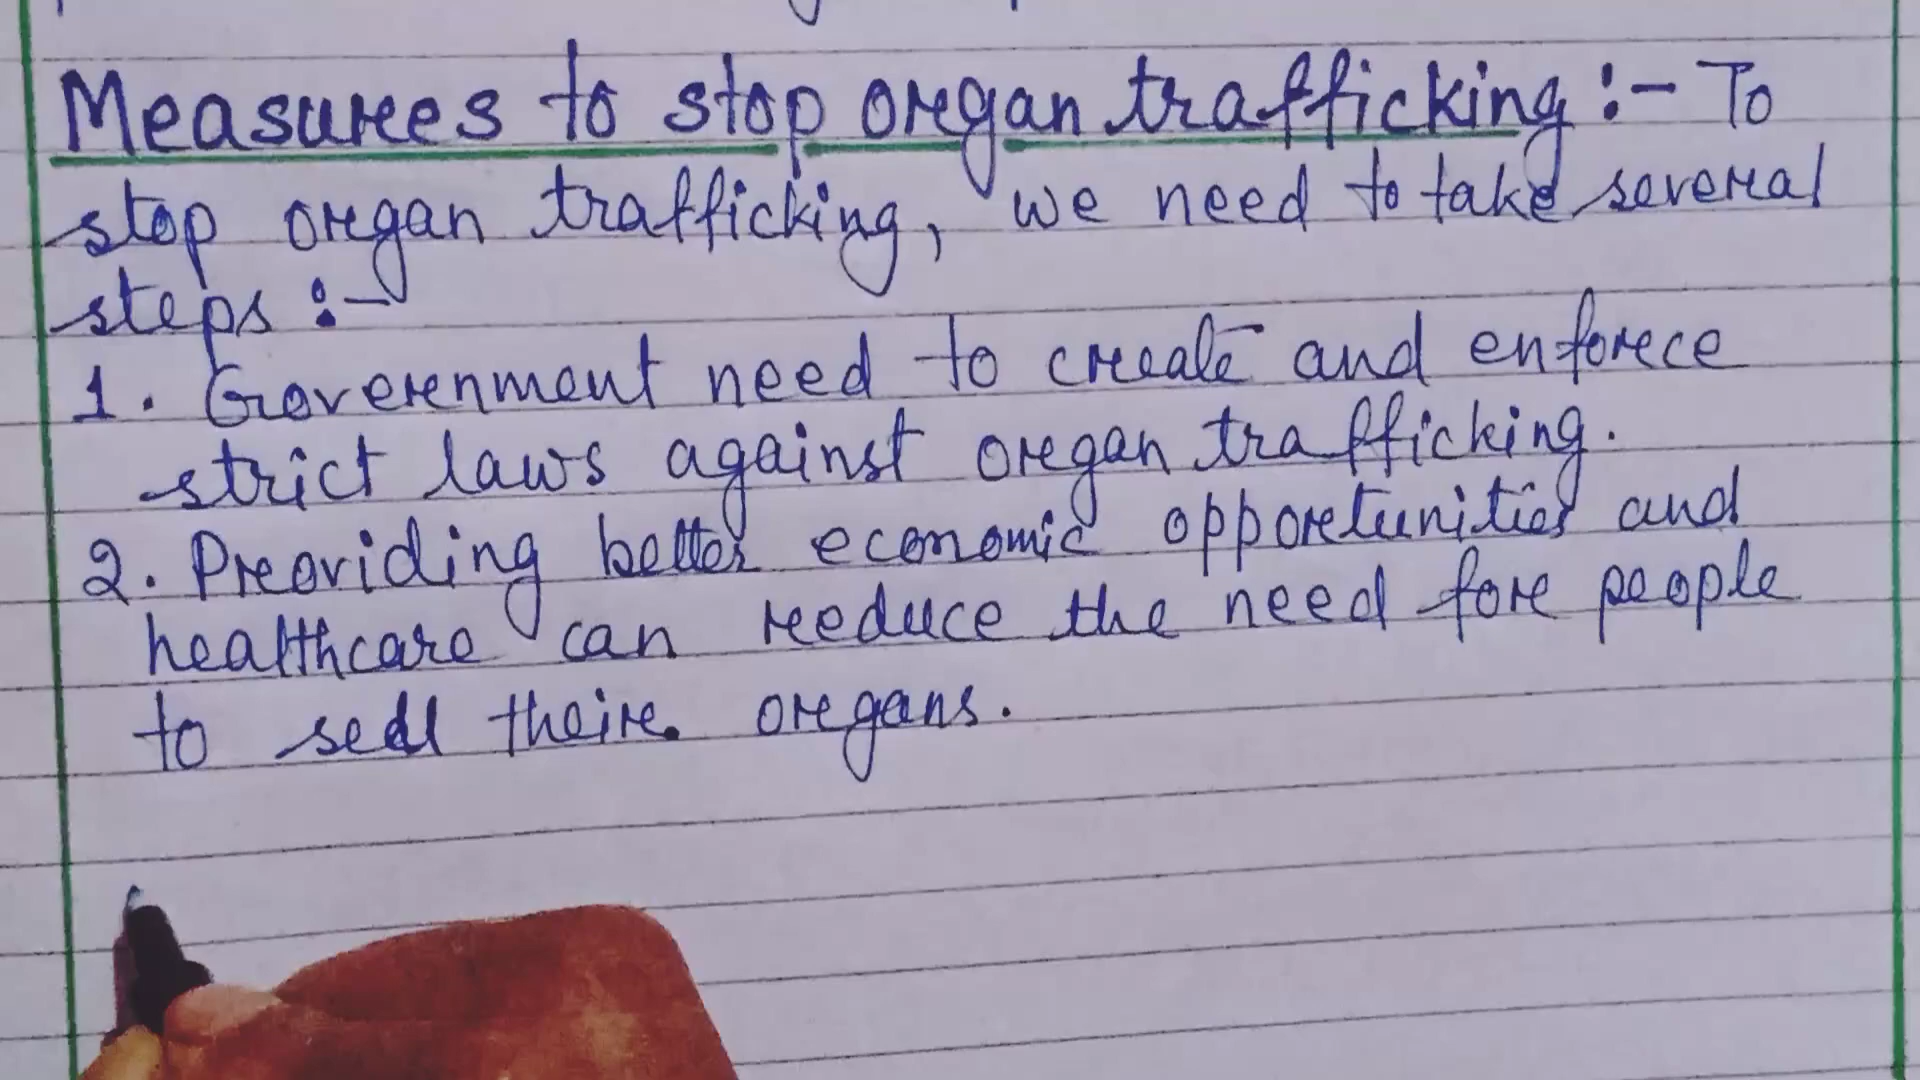 Measures to stop organ trafficking :- To
stop organ trafficking, we need to take several
steps :-
1. Government need to create and enforce
strict laws against organ trafficking.
2. Providing better economic opportunities and
healthcare can reduce the need for people
to sell their. organs.